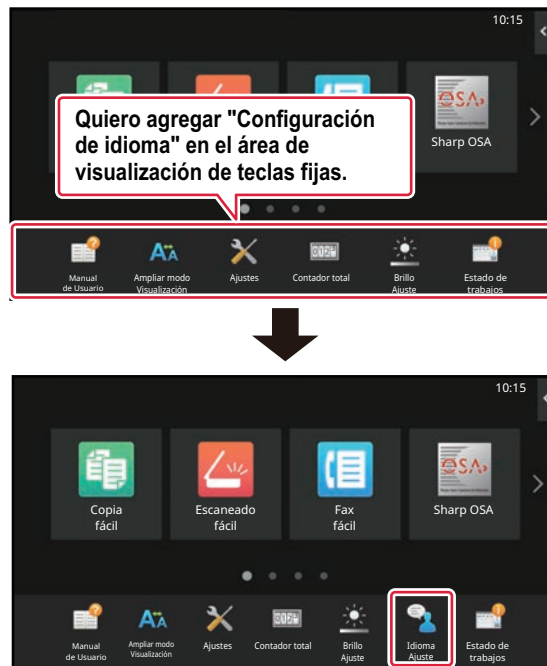 10:15
Quiero agregar "Configuración
de idioma" en el área de
visualización de teclas fijas.
OSA
Sharp OSA
Manual
de Usuario
Ampliar modo
Visualización
Ajustes
Contador total
Brillo
Ajuste
Estado de
trabajos
10:15
Copia
fácil
Escaneado
fácil
Fax
fácil
OSA
Sharp OSA
Manual
de Usuario
Ampliar modo
Visualización
Ajustes
Contador total
Brillo
Ajuste
Idioma
Ajuste
Estado de
trabajos